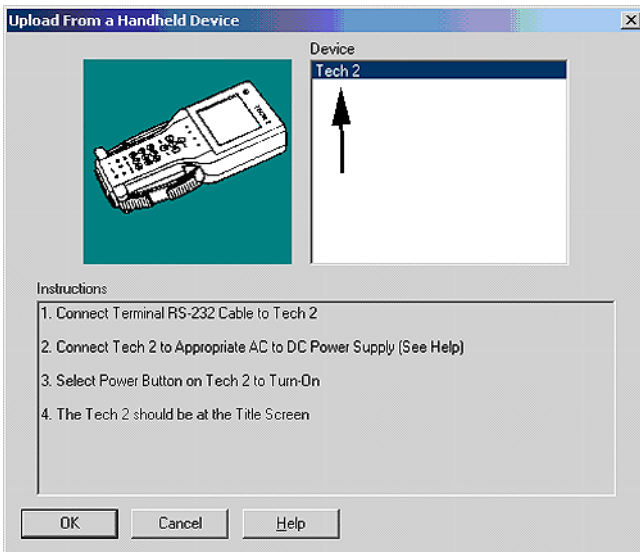 Upload From a Handheld Device
Device
Tech 2
Instructions
1. Connect Terminal RS-232 Cable to Tech 2
2. Connect Tech 2 to Appropriate AC to DC Power Supply (See Help)
3. Select Power Button on Tech 2 to Turn-On
4. The Tech 2 should be at the Title Screen
OK
Cancel
Help